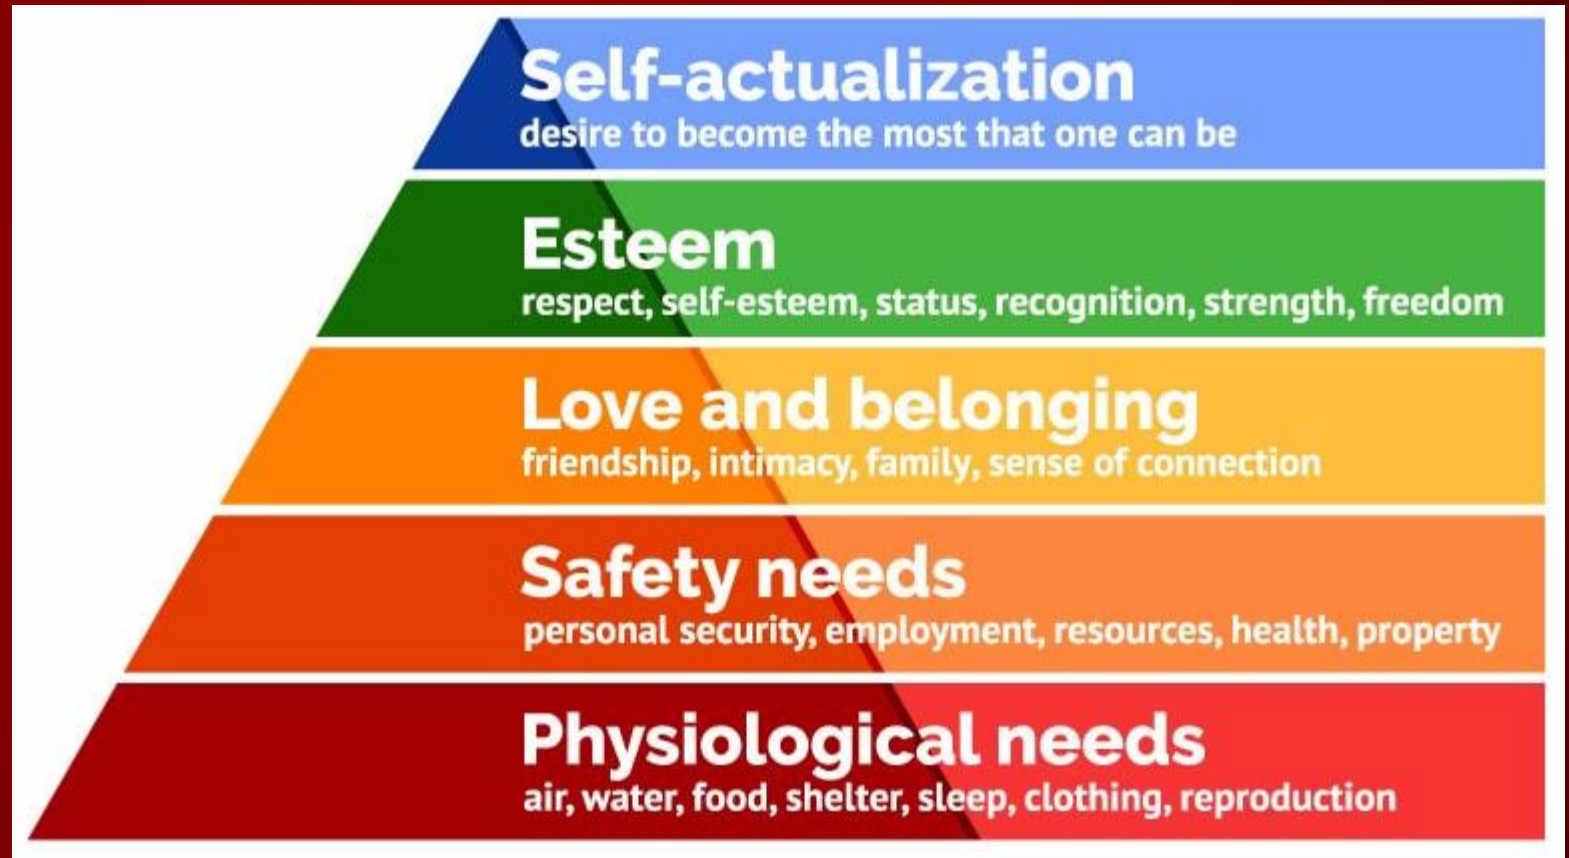 Self-actualization
desire to become the most that one can be
Esteem
respect, self-esteem, status, recognition, strength, freedom
Love and belonging
friendship, intimacy, family, sense of connection
Safety needs
personal security, employment, resources, health, property
Physiological needs
air, water, food, shelter, sleep, clothing, reproduction